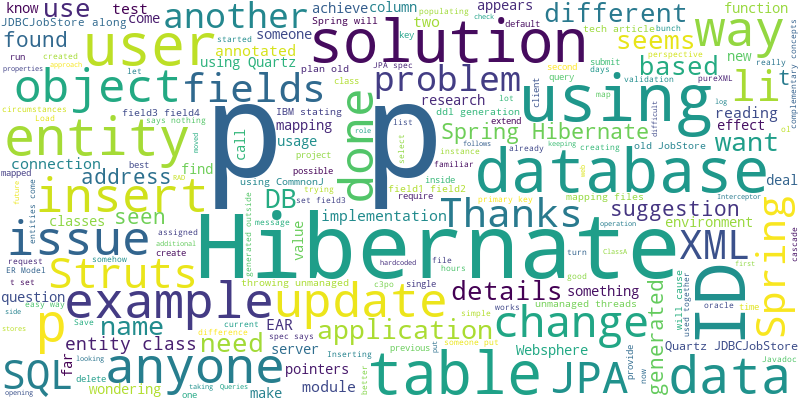 know
use
test
JDBCJobStore along
come
another
found
user
achieve
column
Spring will
someone
appears
annotated
using Quartz
solution
different
default
two
tech article
seems
populating
check
started
function
way
submit
bunch
days
validation
pureXML
run
created
approach
properties
let
plan old
object
fields
JPA spec
class
problem
second
query
based
new
really
perspective
li
t
complementary concepts
key
map
log
circumstances
Load
field3 field4
says nothing
moved
IBM stating
research
lot
ddl generation
client
difficult
entity
p
p
done
role
list
mapping
extend
Spring Hibernate
using
old JobStore
want
reading
effect
connection
best
call
usage
select
instance
already
creating
keeping
follows
familiar
mapped
address
find
R&D
project
possible
inside
database
deal
insert
DB
using CommonJ
trying
set field3
field1 field2
mapping files
primary key
Interceptor
suggestion
entities come
classes
seen
implementation
require
Thanks
environment
issue
value
message
generated outside
Hibernate
XML
Spring
cascade
request
assigned
additional
create
future
ER Model
t set
somehow
throwing unmanaged
hardcoded
file
hours
turn
operation
ClassA
first
Struts
example
update
details
something
good
generated
will cause
used together
ID
question
easy way
c3po
single
unmanaged threads
oracle
time
side
p
name
Save
current
EAR
application
works
simple
change
stores
far
entity class
difference
spec says
previous
someone put
Websphere
Quartz JDBCJobStore
SQL
looking
need
server
pointers
Inserting
better
out
table
JPA
provide
now
data
Javadoc
opening
delete
wondering
anyone
taking
one
Queries
make
module